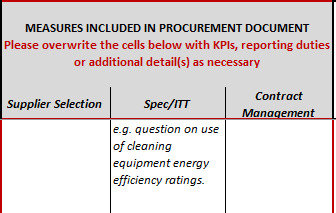 MEASURES INCLUDED IN PROCUREMENT DOCUMENT
Please overwrite the cells below with KPIs, reporting duties
or additional detail(s) as necessary
Supplier Selection
Spec/ITT
Contract
Management
e.g. question on use
of cleaning
equipment energy
efficiency ratings.